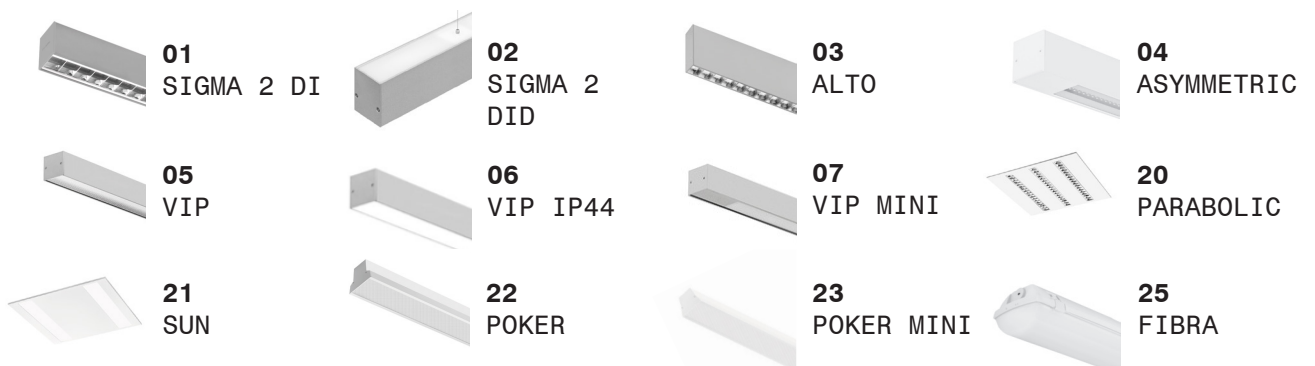 01
SIGMA 2 DI
02
SIGMA 2
DID
03
ALTO
04
ASYMMETRIC
05
VIP
06
VIP IP44
07
VIP MINI
20
PARABOLIC
21
SUN
22
POKER
23
POKER MINI
25
FIBRA